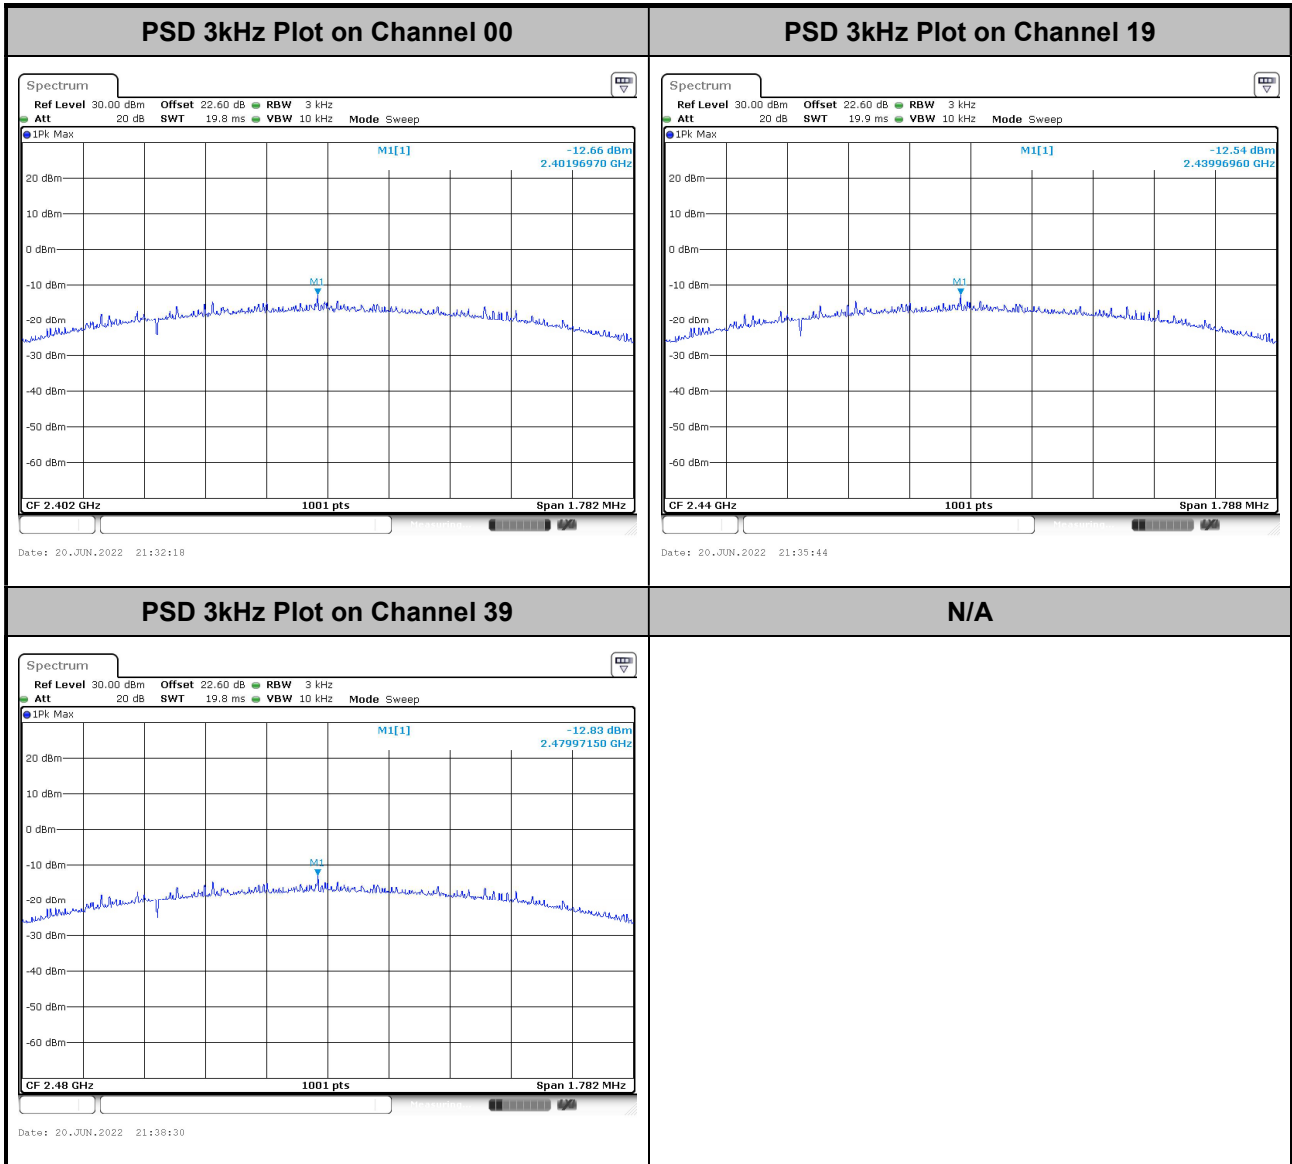 PSD 3kHz Plot on Channel 00
PSD 3kHz Plot on Channel 19
Spectrum
Ref Level 30.00 dBm Offset 22.60 dB RBW 3 kHz
Att 20 dB SWT 19.8 ms VBW 10 kHz Mode Sweep
1Pk Max
M1[1] -12.66 dBm
2.40196970 GHz
20 dBm
10 dBm
0 dBm
M1
-10 dBm
-20 dBm
-30 dBm
-40 dBm
-50 dBm
-60 dBm
CF 2.402 GHz 1001 pts Span 1.782 MHz
Measuring...
Date: 20.JUN.2022 21:32:18
Spectrum
Ref Level 30.00 dBm Offset 22.60 dB RBW 3 kHz
Att 20 dB SWT 19.9 ms VBW 10 kHz Mode Sweep
1Pk Max
M1[1] -12.54 dBm
2.43996960 GHz
20 dBm
10 dBm
0 dBm
M1
-10 dBm
-20 dBm
-30 dBm
-40 dBm
-50 dBm
-60 dBm
CF 2.44 GHz 1001 pts Span 1.788 MHz
Measuring...
Date: 20.JUN.2022 21:35:44
PSD 3kHz Plot on Channel 39
N/A
Spectrum
Ref Level 30.00 dBm Offset 22.60 dB RBW 3 kHz
Att 20 dB SWT 19.8 ms VBW 10 kHz Mode Sweep
1Pk Max
M1[1] -12.83 dBm
2.47997150 GHz
20 dBm
10 dBm
0 dBm
M1
-10 dBm
-20 dBm
-30 dBm
-40 dBm
-50 dBm
-60 dBm
CF 2.48 GHz 1001 pts Span 1.782 MHz
Measuring...
Date: 20.JUN.2022 21:38:30